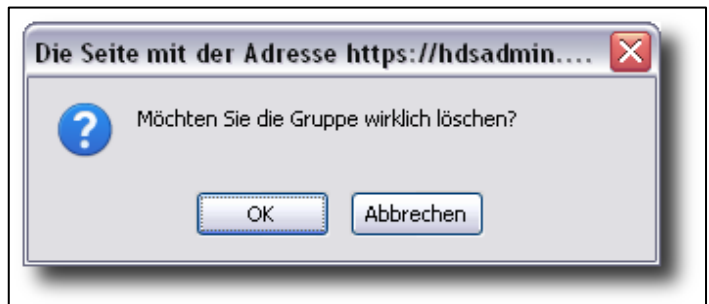 Die Seite mit der Adresse https://hdsadmin....
Möchten Sie die Gruppe wirklich löschen?
OK
Abbrechen